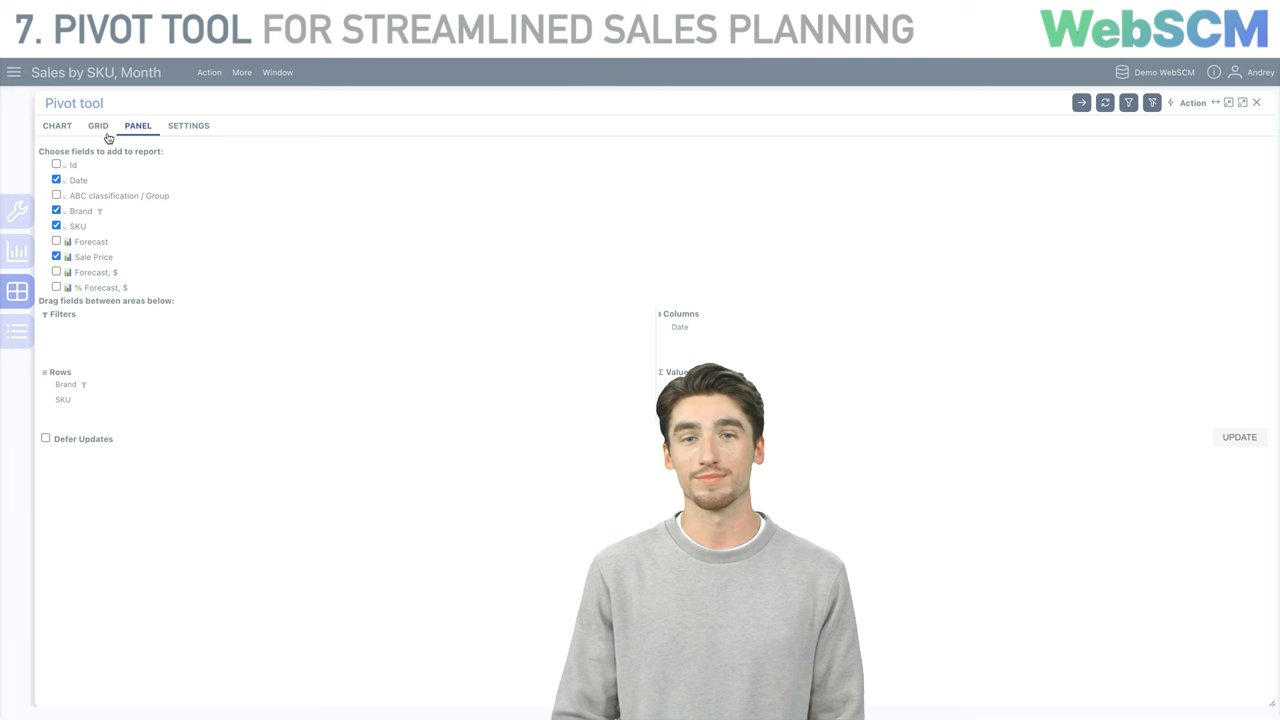 7. PIVOT TOOL FOR STREAMLINED SALES PLANNING
WebSCM
Sales by SKU, Month
Action
More
Window
Demo WebSCM
Andrey
Pivot tool
Action
CHART
GRID
PANEL
SETTINGS
Choose fields to add to report:
Id
Date
ABC classification / Group
Brand
SKU
Forecast
Sale Price
Forecast, $
% Forecast, $
Drag fields between areas below:
Filters
Columns
Date
Rows
Brand
SKU
Σ
Defer Updates
UPDATE